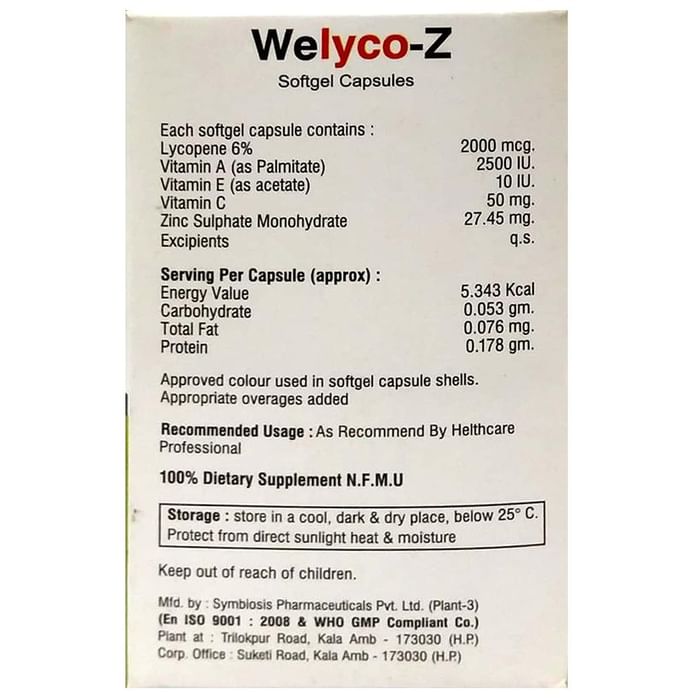 Welyco-Z
Softgel Capsules
Each softgel capsule contains :
Lycopene 6% 2000 mcg.
Vitamin A (as Palmitate) 2500 IU.
Vitamin E (as acetate) 10 IU.
Vitamin C 50 mg.
Zinc Sulphate Monohydrate 27.45 mg.
Excipients q.s.
Serving Per Capsule (approx) :
Energy Value 5.343 Kcal
Carbohydrate 0.053 gm.
Total Fat 0.076 mg.
Protein 0.178 gm.
Approved colour used in softgel capsule shells.
Appropriate overages added
Recommended Usage : As Recommend By Helthcare
Professional
100% Dietary Supplement N.F.M.U
Storage : store in a cool, dark & dry place, below 25° C.
Protect from direct sunlight heat & moisture
Keep out of reach of children.
Mfd. by : Symbiosis Pharmaceuticals Pvt. Ltd. (Plant-3)
(En ISO 9001 : 2008 & WHO GMP Compliant Co.)
Plant at : Trilokpur Road, Kala Amb - 173030 (H.P.)
Corp. Office : Suketi Road, Kala Amb - 173030 (H.P.)